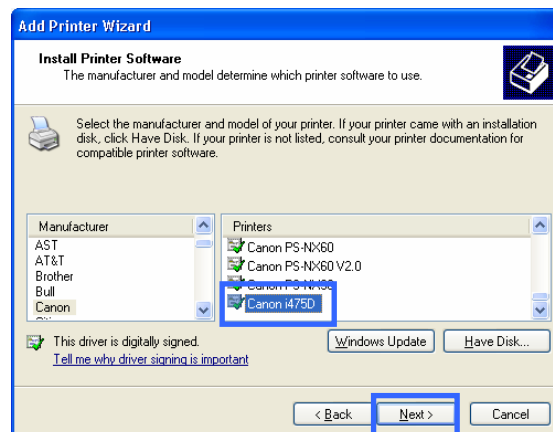 Add Printer Wizard
Install Printer Software
The manufacturer and model determine which printer software to use.
Select the manufacturer and model of your printer. If your printer came with an installation
disk, click Have Disk. If your printer is not listed, consult your printer documentation for
compatible printer software.
Manufacturer
AST
AT&T
Brother
Bull
Canon
Printers
Canon PS-NX60
Canon PS-NX60 V2.0
Canon
Canon i475D
This driver is digitally signed.
Tell me why driver signing is important
Windows Update
Have Disk...
< Back
Next >
Cancel